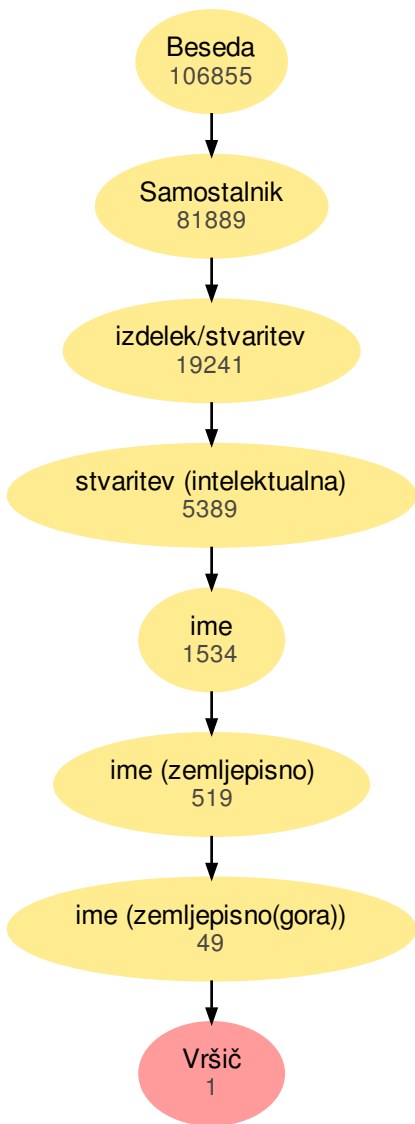 Beseda
106855
Samostalnik
81889
izdelek/stvaritev
19241
stvaritev (intelektualna)
5389
ime
1534
ime (zemljepisno)
519
ime (zemljepisno(gora))
49
Vršič
1